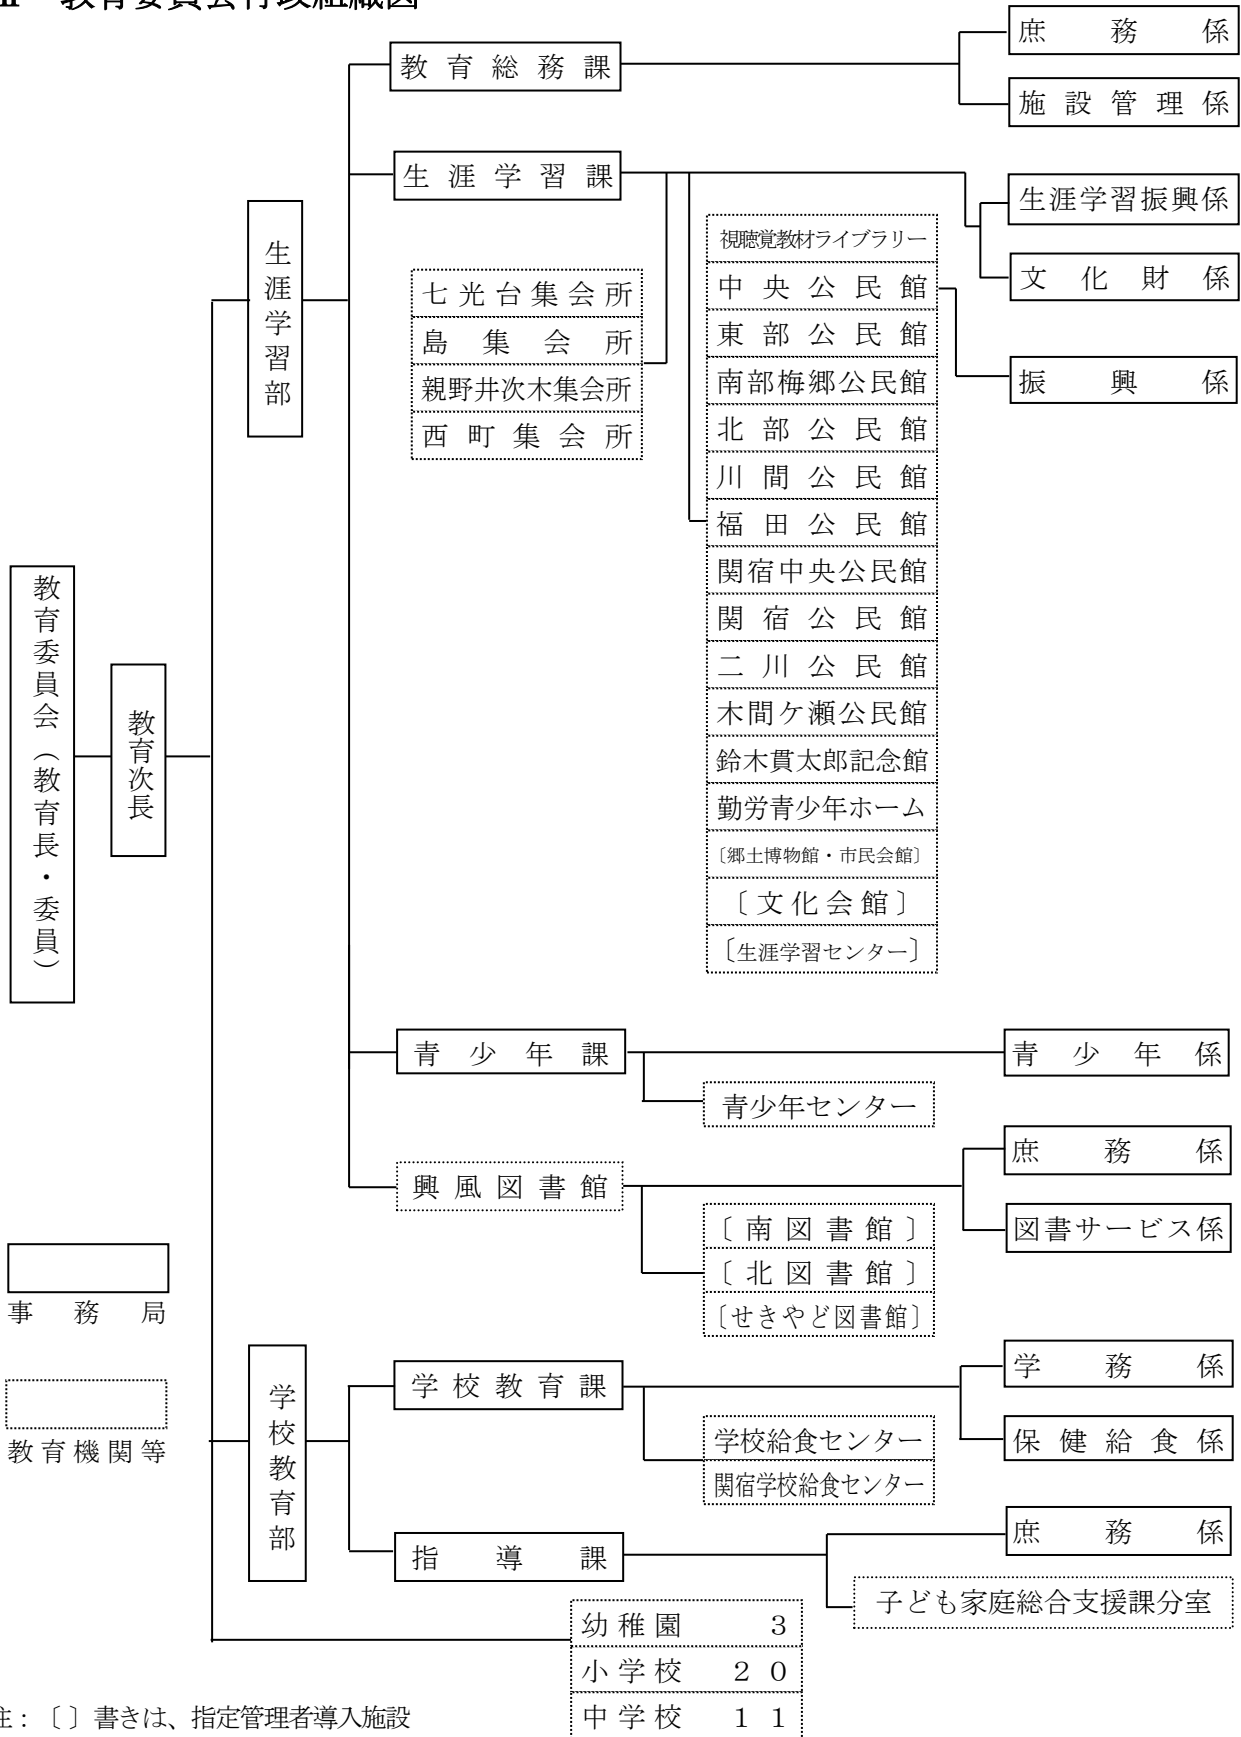 教育委員会行政組織図
教育委員会（教育長・委員）
教育次長
生涯学習部
教育総務課
庶務係
施設管理係
生涯学習課
生涯学習振興係
文化財係
七光台集会所
島集会所
親野井次木集会所
西町集会所
視聴覚教材ライブラリー
中央公民館
東部公民館
南部梅郷公民館
北部公民館
川間公民館
福田公民館
関宿中央公民館
関宿公民館
二川公民館
木間ケ瀬公民館
鈴木貫太郎記念館
勤労青少年ホーム
〔郷土博物館・市民会館〕
〔文化会館〕
〔生涯学習センター〕
振興係
青少年課
青少年係
青少年センター
興風図書館
庶務係
図書サービス係
〔南図書館〕
〔北図書館〕
〔せきやど図書館〕
事務局
教育機関等
学校教育部
学校教育課
学務係
保健給食係
学校給食センター
関宿学校給食センター
指導課
庶務係
子ども家庭総合支援課分室
幼稚園　３
小学校　２０
中学校　１１
注：〔〕書きは、指定管理者導入施設